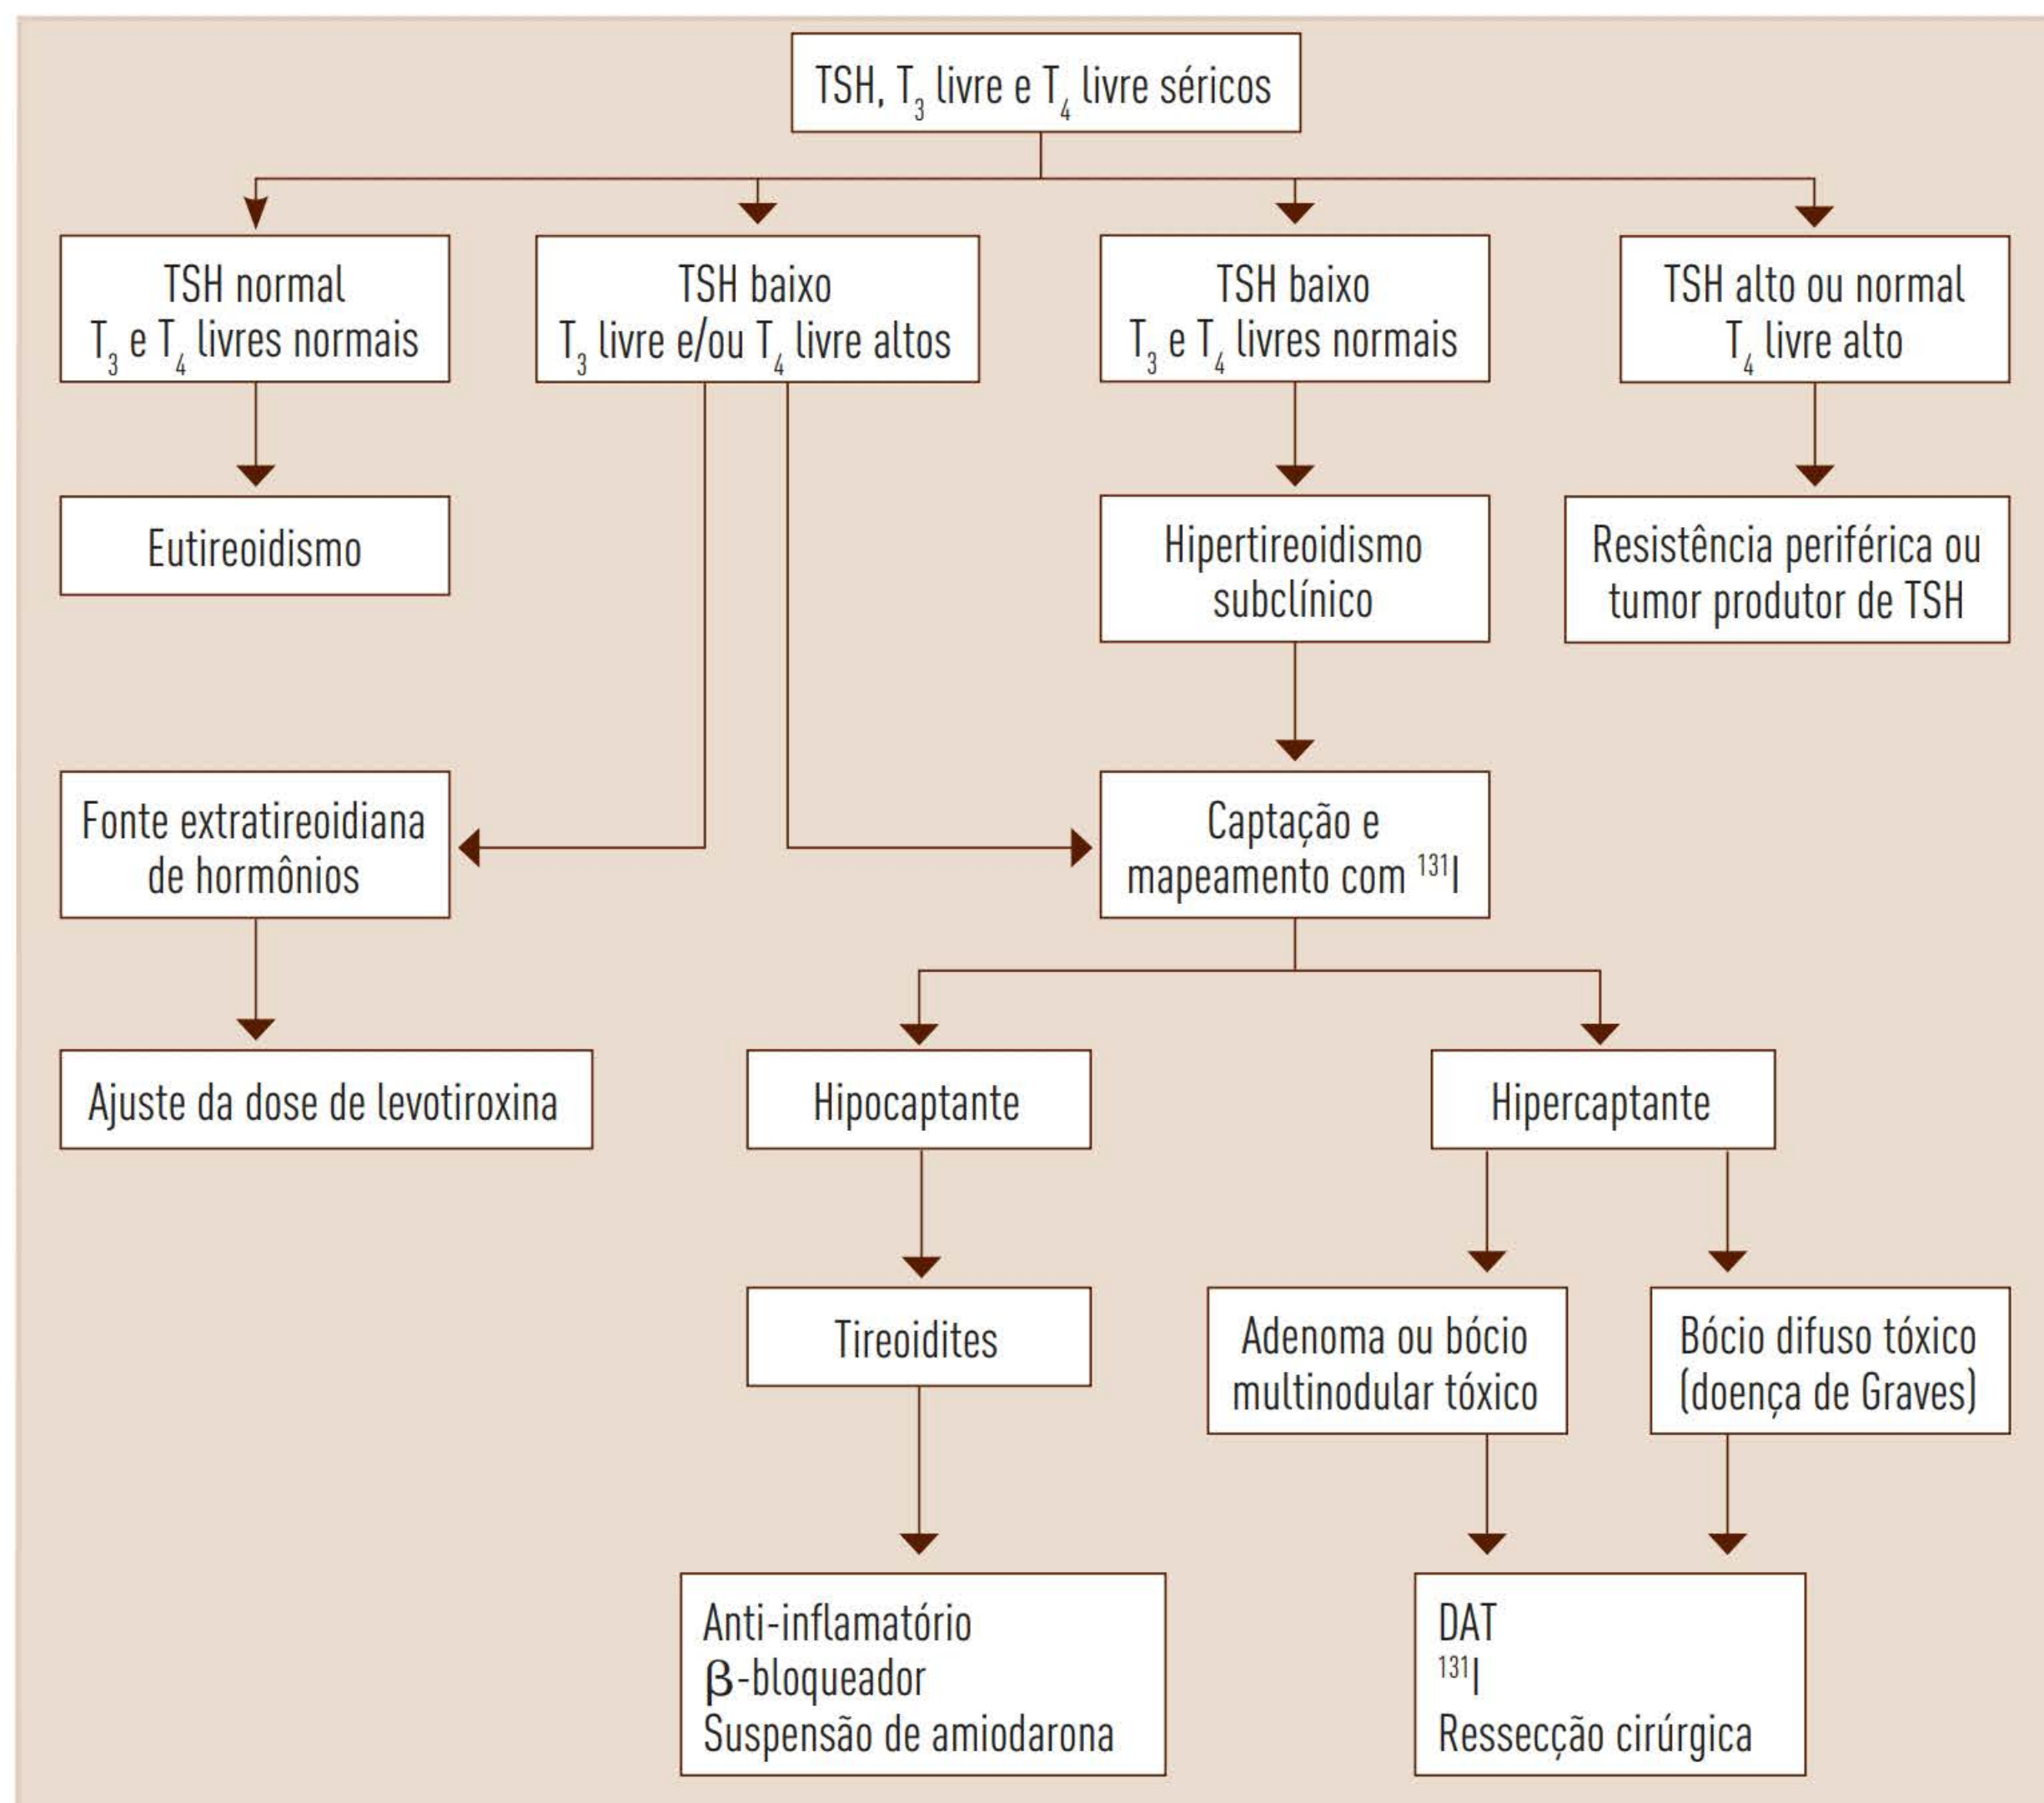 TSH, T₃ livre e T₄ livre séricos
TSH normal
T₃ e T₄ livres normais
TSH baixo
T₃ livre e/ou T₄ livre altos
TSH baixo
T₃ e T₄ livres normais
TSH alto ou normal
T₄ livre alto
Eutireoidismo
Hipertireoidismo
subclínico
Resistência periférica ou
tumor produtor de TSH
Fonte extratireoidiana
de hormônios
Captação e
mapeamento com ¹³¹I
Ajuste da dose de levotiroxina
Hipocaptante
Hipercaptante
Tireoidites
Adenoma ou bócio
multinodular tóxico
Bócio difuso tóxico
(doença de Graves)
Anti-inflamatório
β-bloqueador
Suspensão de amiodarona
DAT
¹³¹I
Ressecção cirúrgica